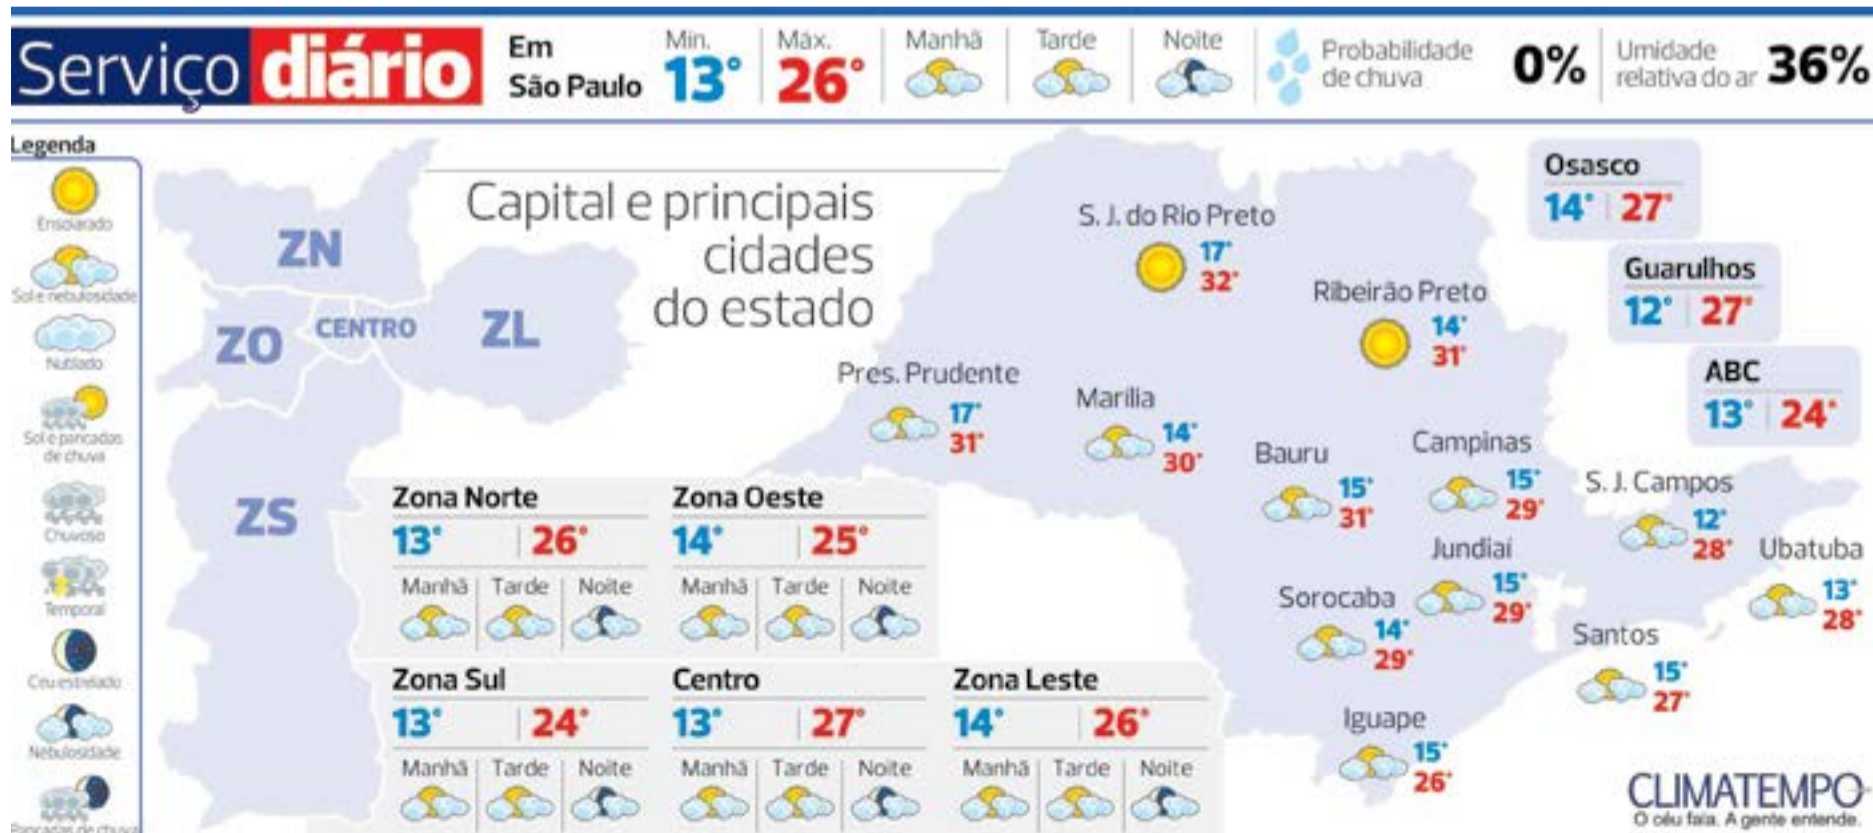 Serviço diário
Em
São Paulo
Mín.
13°
Máx.
26°
Manhã
Tarde
Noite
Probabilidade
de chuva
0%
Umidade
relativa do ar
36%
Legenda
Ensolarado
Sol e nebulosidade
Nublado
Sol e pancadas
de chuva
Chuvoso
Temporal
Céu estrelado
Nebulosidade
Pancadas de chuva
ZN
ZO
CENTRO
ZL
ZS
Capital e principais
cidades
do estado
S. J. do Rio Preto
17°
32°
Ribeirão Preto
14°
31°
Pres. Prudente
17°
31°
Marília
14°
30°
Bauru
15°
31°
Campinas
15°
29°
S. J. Campos
12°
28°
Jundiaí
15°
29°
Ubatuba
13°
28°
Sorocaba
14°
29°
Santos
15°
27°
Iguape
15°
26°
Osasco
14° 27°
Guarulhos
12° 27°
ABC
13° 24°
Zona Norte
13° 26°
Manhã Tarde Noite
Zona Oeste
14° 25°
Manhã Tarde Noite
Zona Sul
13° 24°
Manhã Tarde Noite
Centro
13° 27°
Manhã Tarde Noite
Zona Leste
14° 26°
Manhã Tarde Noite
CLIMATEMPO
O céu fala. A gente entende.